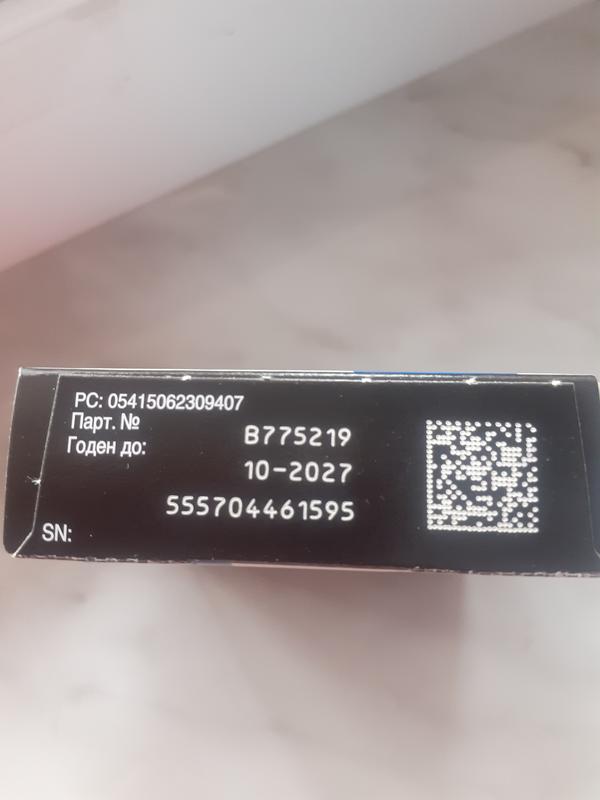 PC: 05415062309407
Парт. № B775219
Годен до: 10-2027
SN: 555704461595